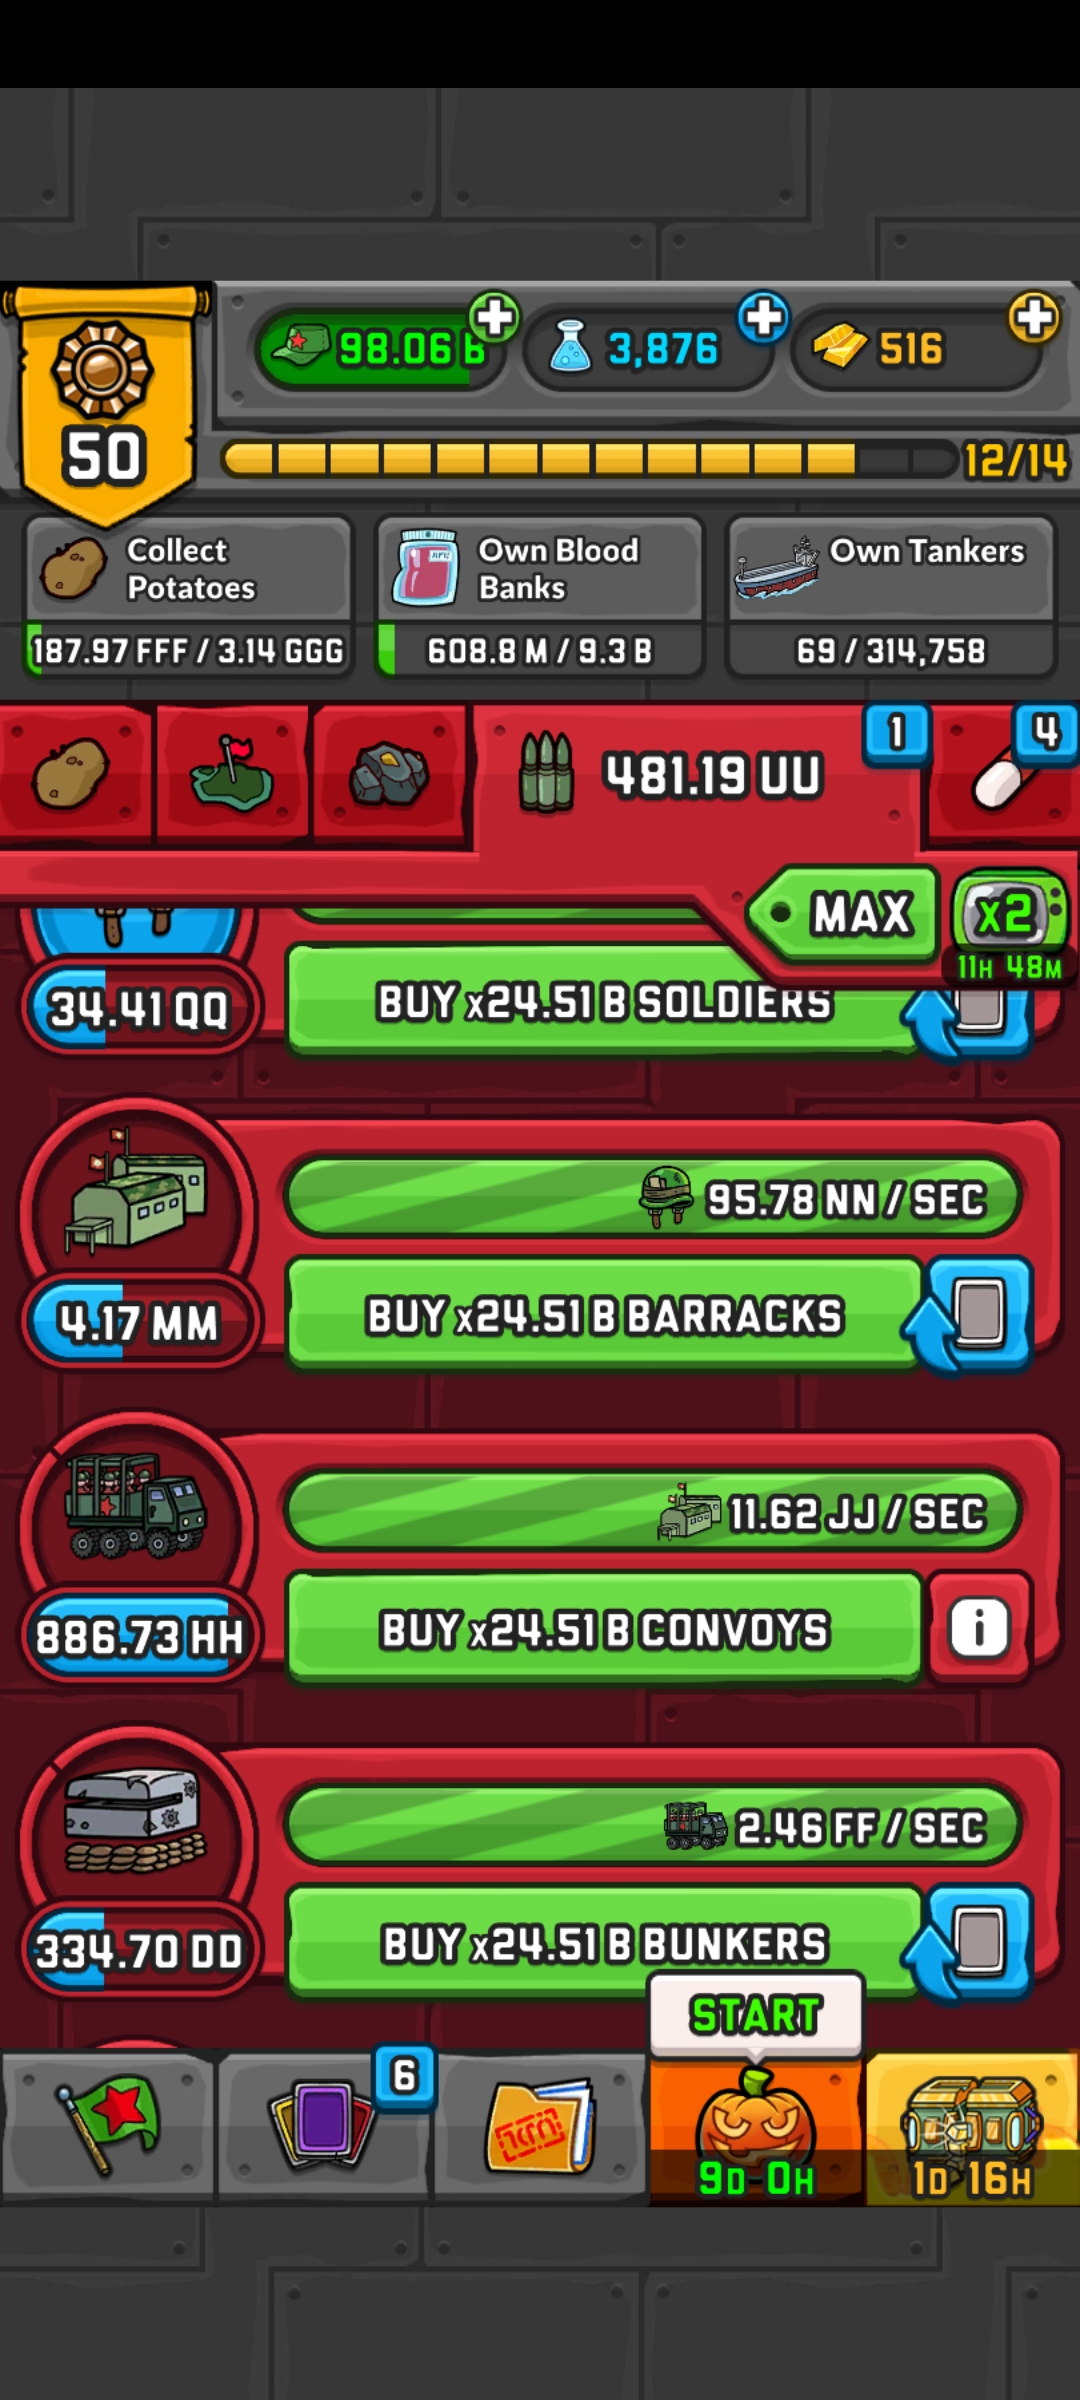 98.06 B
3,876
516
50
12/14
Collect
Potatoes
187.97 FFF / 3.14 GGG
Own Blood
Banks
608.8 M / 9.3 B
Own Tankers
69 / 314,758
481.19 UU
1
4
MAX
x2
11H 48M
34.41 QQ
BUY x24.51 B SOLDIERS
95.78 NN / SEC
4.17 MM
BUY x24.51 B BARRACKS
11.62 JJ / SEC
886.73 HH
BUY x24.51 B CONVOYS
i
2.46 FF / SEC
334.70 DD
BUY x24.51 B BUNKERS
START
6
9D 0H
1D 16H